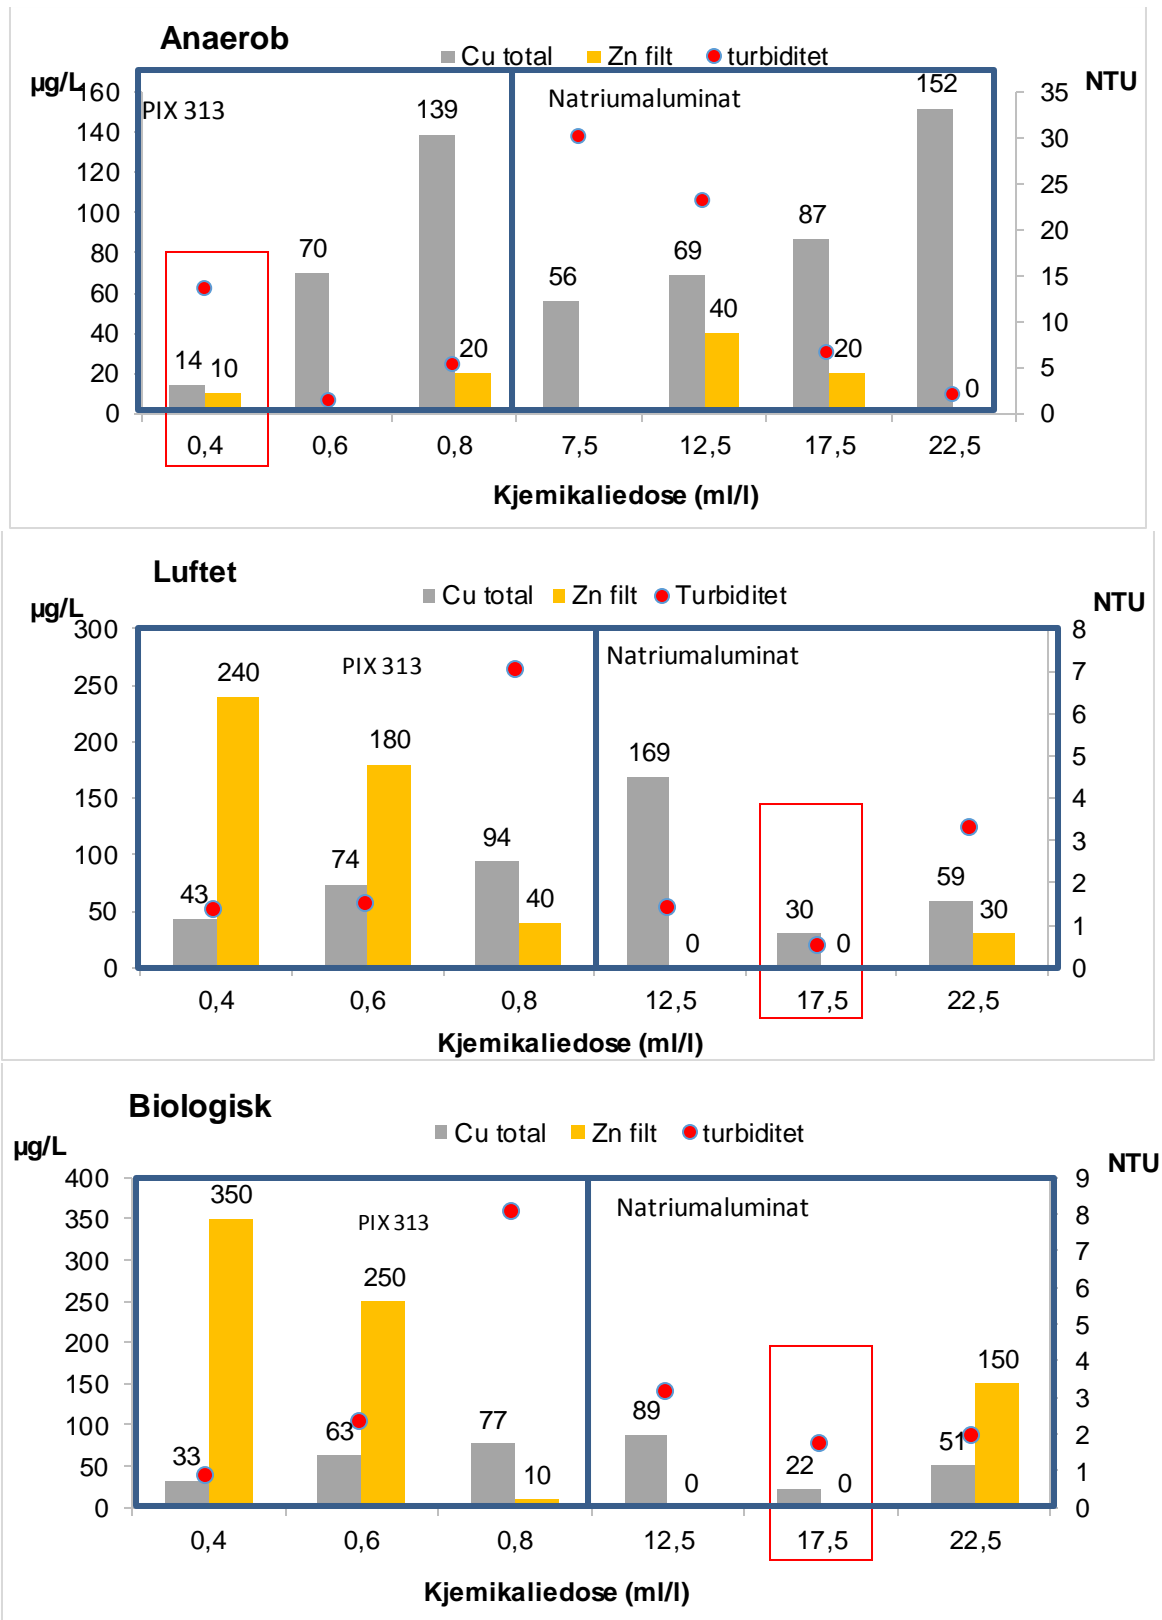 Anaerob
Cu total Zn filt turbiditet
µg/L NTU
PIX 313 Natriumaluminat
160 140 120 100 80 60 40 20 0
35 30 25 20 15 10 5 0
14 10 70 139 20 56 69 40 87 20 152 0
0,4 0,6 0,8 7,5 12,5 17,5 22,5
Kjemikaliedose (ml/l)
Luftet
Cu total Zn filt Turbiditet
µg/L NTU
PIX 313 Natriumaluminat
300 250 200 150 100 50 0
8 7 6 5 4 3 2 1 0
43 240 74 180 94 40 169 0 30 0 59 30
0,4 0,6 0,8 12,5 17,5 22,5
Kjemikaliedose (ml/l)
Biologisk
Cu total Zn filt turbiditet
µg/L NTU
PIX 313 Natriumaluminat
400 350 300 250 200 150 100 50 0
9 8 7 6 5 4 3 2 1 0
33 350 63 250 77 10 89 0 22 0 51 150
0,4 0,6 0,8 12,5 17,5 22,5
Kjemikaliedose (ml/l)